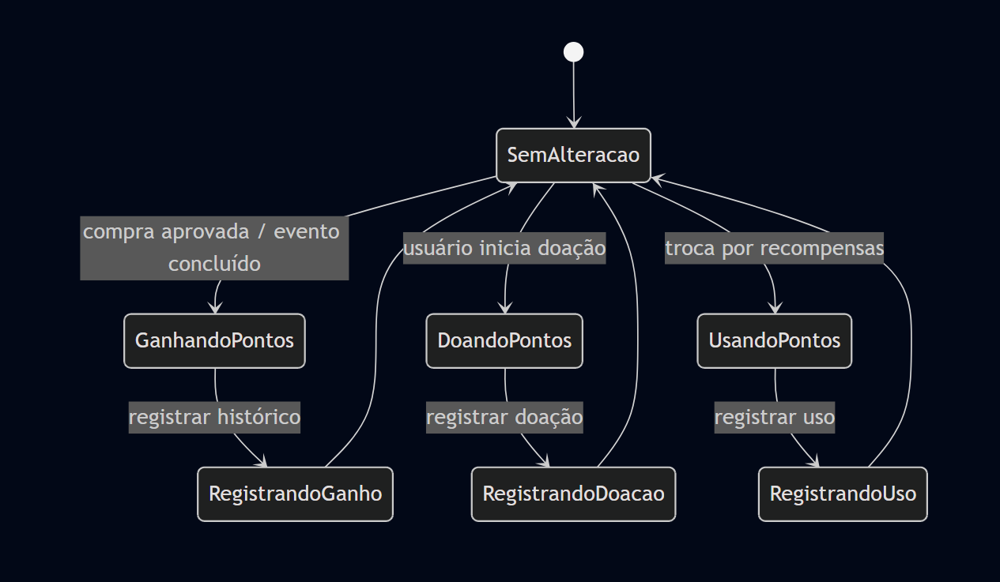 SemAlteracao
compra aprovada / evento
concluído
usuário inicia doação
troca por recompensas
GanhandoPontos
DoandoPontos
UsandoPontos
registrar histórico
registrar doação
registrar uso
RegistrandoGanho
RegistrandoDoacao
RegistrandoUso